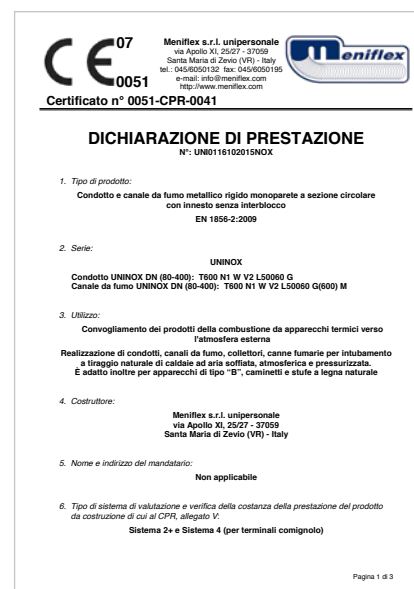 CE 07
0051
Meniflex s.r.l. unipersonale
via Apollo XI, 25/27 - 37059
Santa Maria di Zevio (VR) - Italy
tel.: 045/6050132 fax: 045/6050195
e-mail: info@meniflex.com
http://www.meniflex.com
Meniflex
Certificato n° 0051-CPR-0041
DICHIARAZIONE DI PRESTAZIONE
N°: UNI0116102015NOX
1. Tipo di prodotto:
Condotto e canale da fumo metallico rigido monoparete a sezione circolare
con innesto senza interblocco
EN 1856-2:2009
2. Serie:
UNINOX
Condotto UNINOX DN (80-400): T600 N1 W V2 L50060 G
Canale da fumo UNINOX DN (80-400): T600 N1 W V2 L50060 G(600) M
3. Utilizzo:
Convogliamento dei prodotti della combustione da apparecchi termici verso
l'atmosfera esterna
Realizzazione di condotti, canali da fumo, collettori, canne fumarie per intubamento
a tiraggio naturale di caldaie ad aria soffiata, atmosferica e pressurizzata.
È adatto inoltre per apparecchi di tipo "B", caminetti e stufe a legna naturale
4. Costruttore:
Meniflex s.r.l. unipersonale
via Apollo XI, 25/27 - 37059
Santa Maria di Zevio (VR) - Italy
5. Nome e indirizzo del mandatario:
Non applicabile
6. Tipo di sistema di valutazione e verifica della costanza della prestazione del prodotto
da costruzione di cui al CPR, allegato V:
Sistema 2+ e Sistema 4 (per terminali comignolo)
Pagina 1 di 3